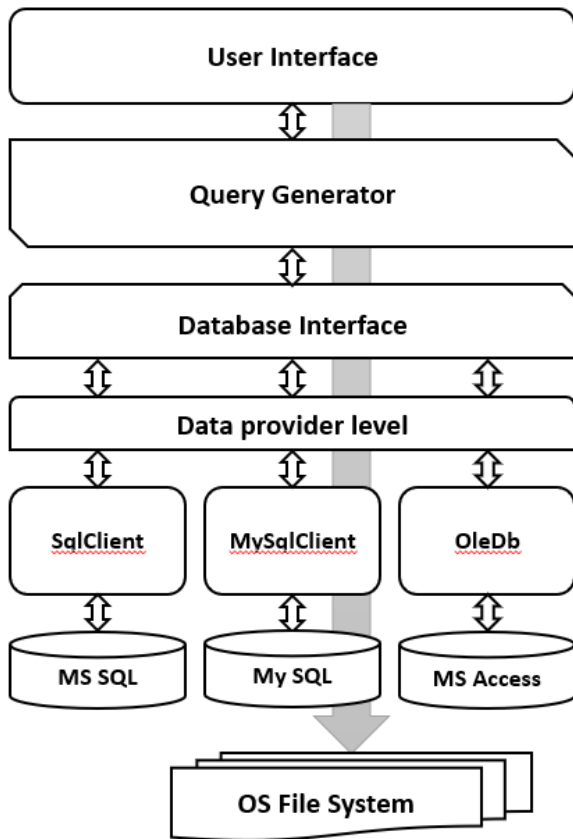 User Interface
Query Generator
Database Interface
Data provider level
SqlClient
MySqlClient
OleDb
MS SQL
My SQL
MS Access
OS File System